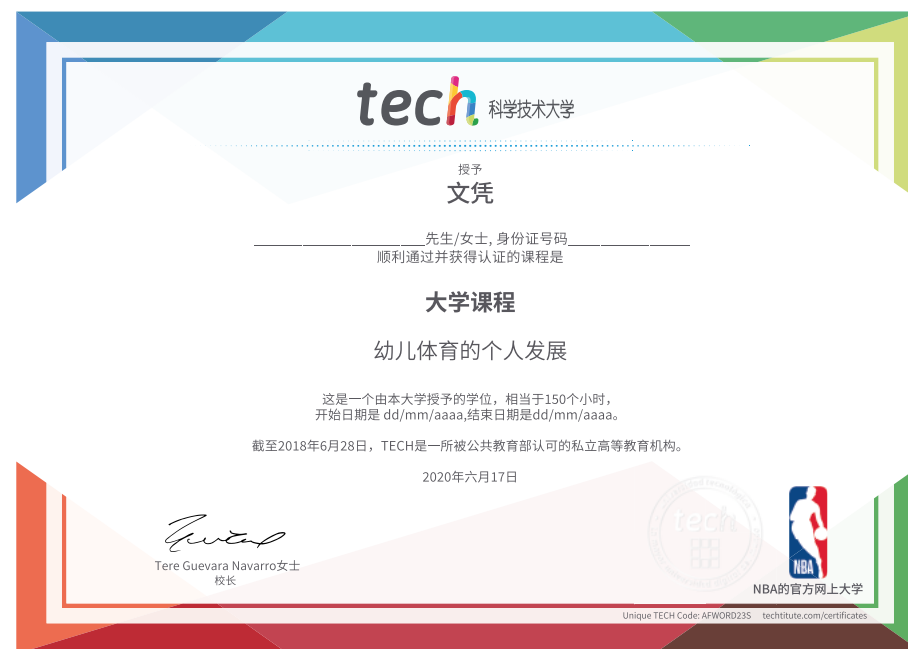 tech 科学技术大学
授予
文凭
先生/女士, 身份证号码
顺利通过并获得认证的课程是
大学课程
幼儿体育的个人发展
这是一个由本大学授予的学位，相当于150个小时，
开始日期是 dd/mm/aaaa,结束日期是dd/mm/aaaa。
截至2018年6月28日，TECH是一所被公共教育部认可的私立高等教育机构。
2020年六月17日
tech
NBA
Tere Guevara Navarro女士
校长
NBA的官方网上大学
Unique TECH Code: AFWORD23S techtitute.com/certificates